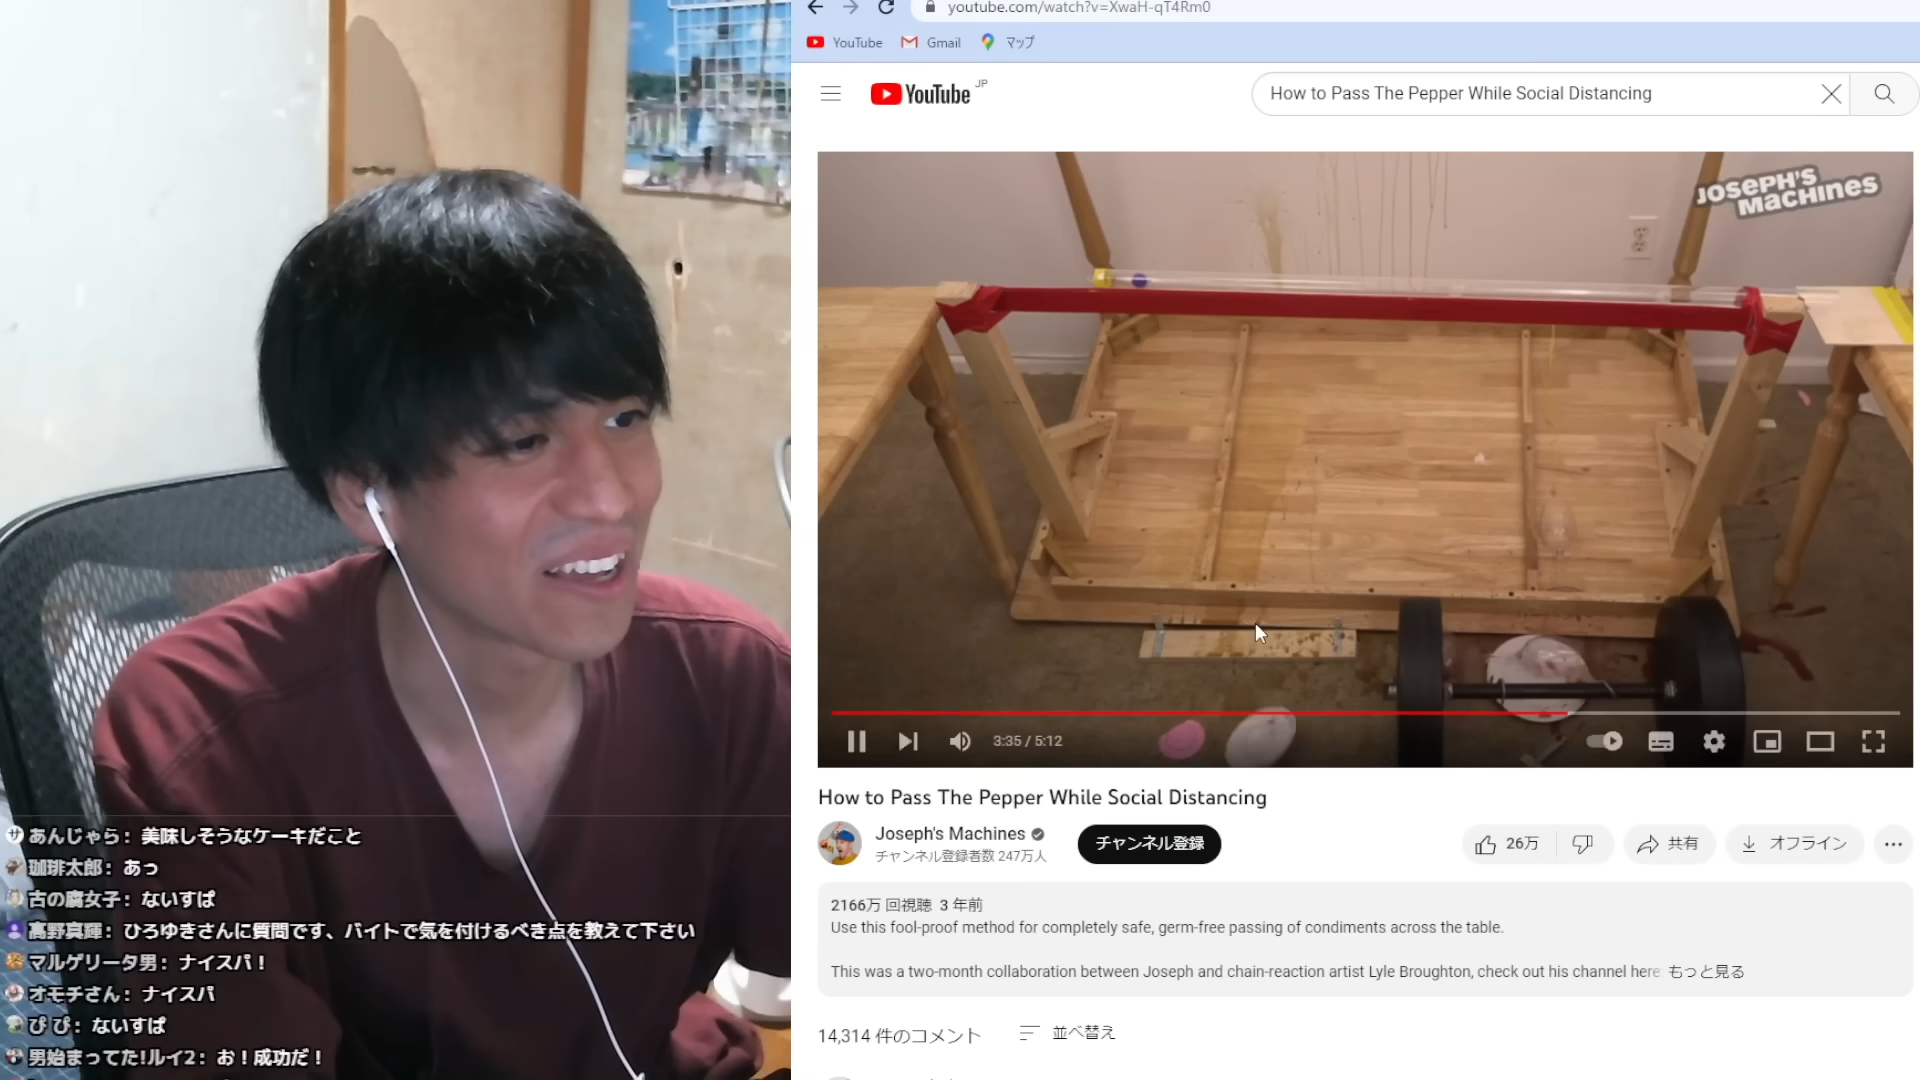 youtube.com/watch?v=XwaH-qT4Rm0
YouTube Gmail マップ
YouTube JP
How to Pass The Pepper While Social Distancing
JOSEPH'S
MACHINES
3:35 / 5:12
How to Pass The Pepper While Social Distancing
Joseph's Machines
チャンネル登録者数 247万人
チャンネル登録
26万
共有
オフライン
2166万 回視聴 3 年前
Use this fool-proof method for completely safe, germ-free passing of condiments across the table.
This was a two-month collaboration between Joseph and chain-reaction artist Lyle Broughton, check out his channel here もっと見る
14,314 件のコメント
並べ替え
サ あんじゃら: 美味しそうなケーキだこと
珈琲太郎: あっ
古の腐女子: ないすぱ
高野真輝: ひろゆきさんに質問です、バイトで気を付けるべき点を教えて下さい
マルゲリータ男: ナイスパ!
オモチさん: ナイスパ
ぴ ぴ: ないすぱ
男始まってた!ルイ2: お!成功だ!